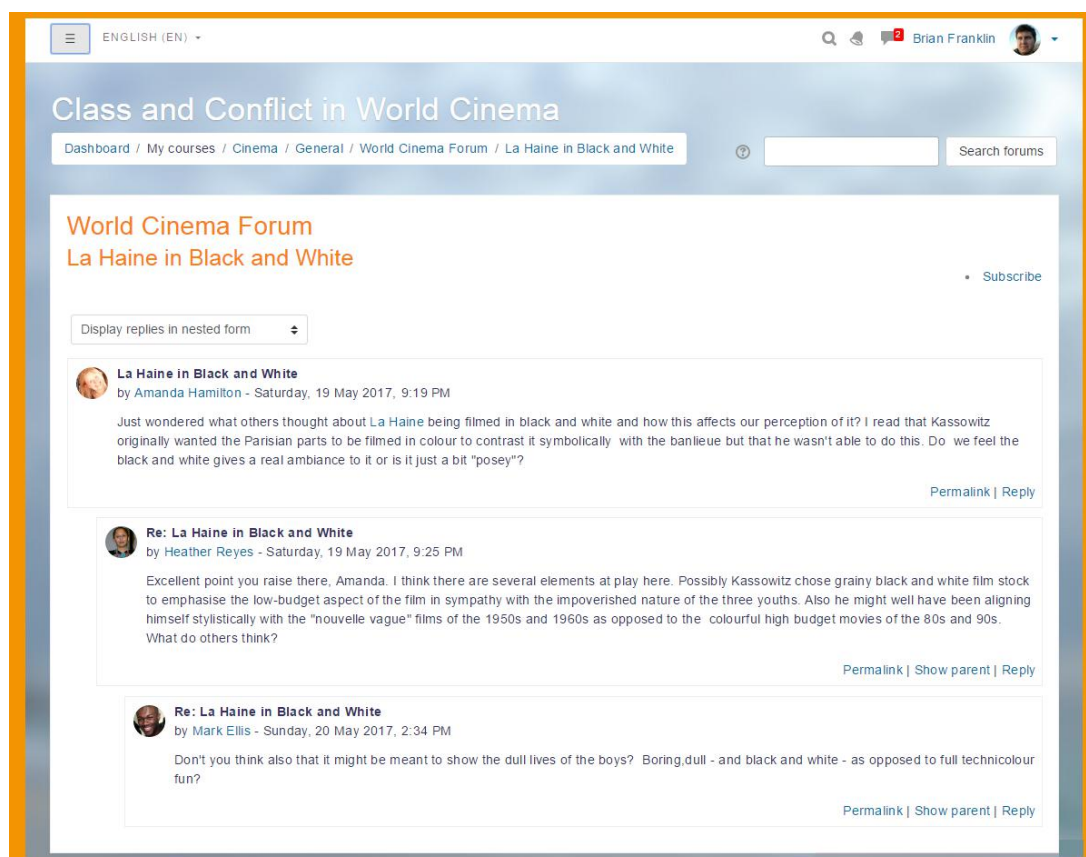 ENGLISH (EN)
2
Brian Franklin
Class and Conflict in World Cinema
Dashboard / My courses / Cinema / General / World Cinema Forum / La Haine in Black and White
Search forums
World Cinema Forum
La Haine in Black and White
Subscribe
Display replies in nested form
La Haine in Black and White
by Amanda Hamilton - Saturday, 19 May 2017, 9:19 PM
Just wondered what others thought about La Haine being filmed in black and white and how this affects our perception of it? I read that Kassowitz
originally wanted the Parisian parts to be filmed in colour to contrast it symbolically with the banlieue but that he wasn't able to do this. Do we feel the
black and white gives a real ambiance to it or is it just a bit "posey"?
Permalink | Reply
Re: La Haine in Black and White
by Heather Reyes - Saturday, 19 May 2017, 9:25 PM
Excellent point you raise there, Amanda. I think there are several elements at play here. Possibly Kassowitz chose grainy black and white film stock
to emphasise the low-budget aspect of the film in sympathy with the impoverished nature of the three youths. Also he might well have been aligning
himself stylistically with the "nouvelle vague" films of the 1950s and 1960s as opposed to the colourful high budget movies of the 80s and 90s.
What do others think?
Permalink | Show parent | Reply
Re: La Haine in Black and White
by Mark Ellis - Sunday, 20 May 2017, 2:34 PM
Don't you think also that it might be meant to show the dull lives of the boys? Boring,dull - and black and white - as opposed to full technicolour
fun?
Permalink | Show parent | Reply